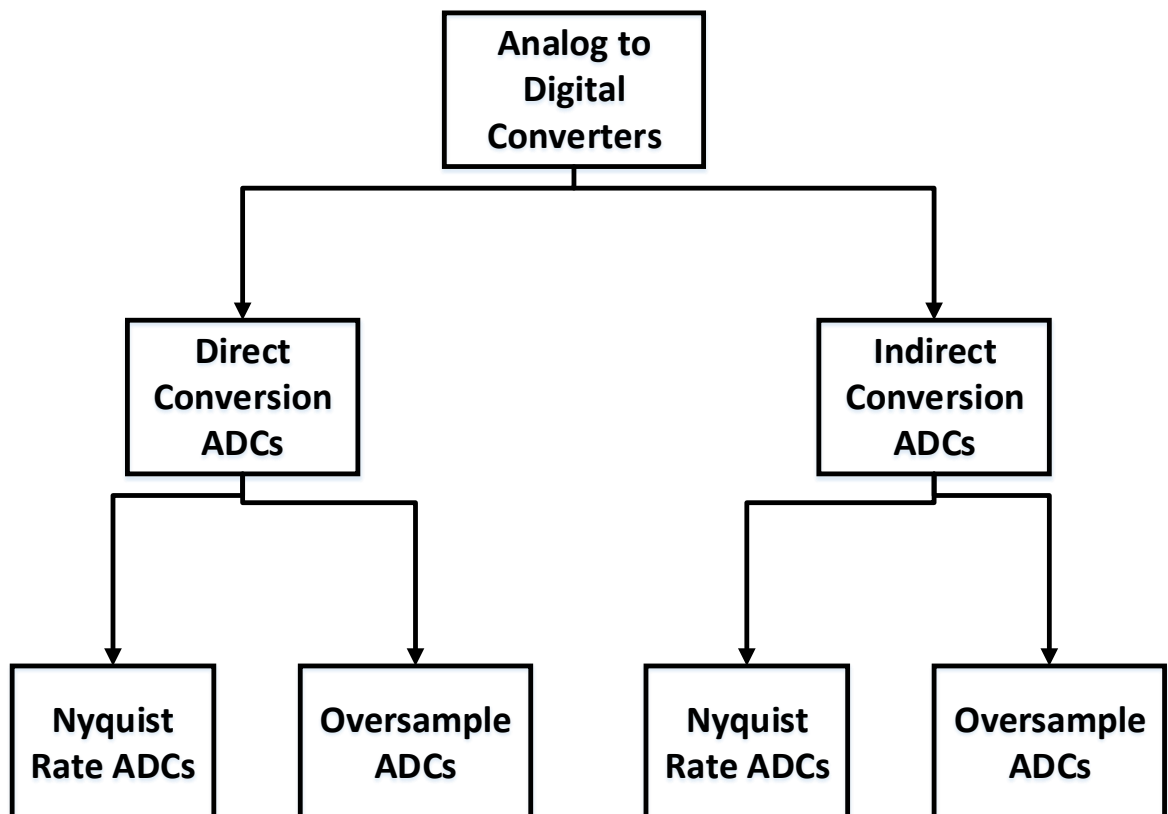 Analog to
Digital
Converters
Direct
Conversion
ADCs
Indirect
Conversion
ADCs
Nyquist
Rate ADCs
Oversample
ADCs
Nyquist
Rate ADCs
Oversample
ADCs